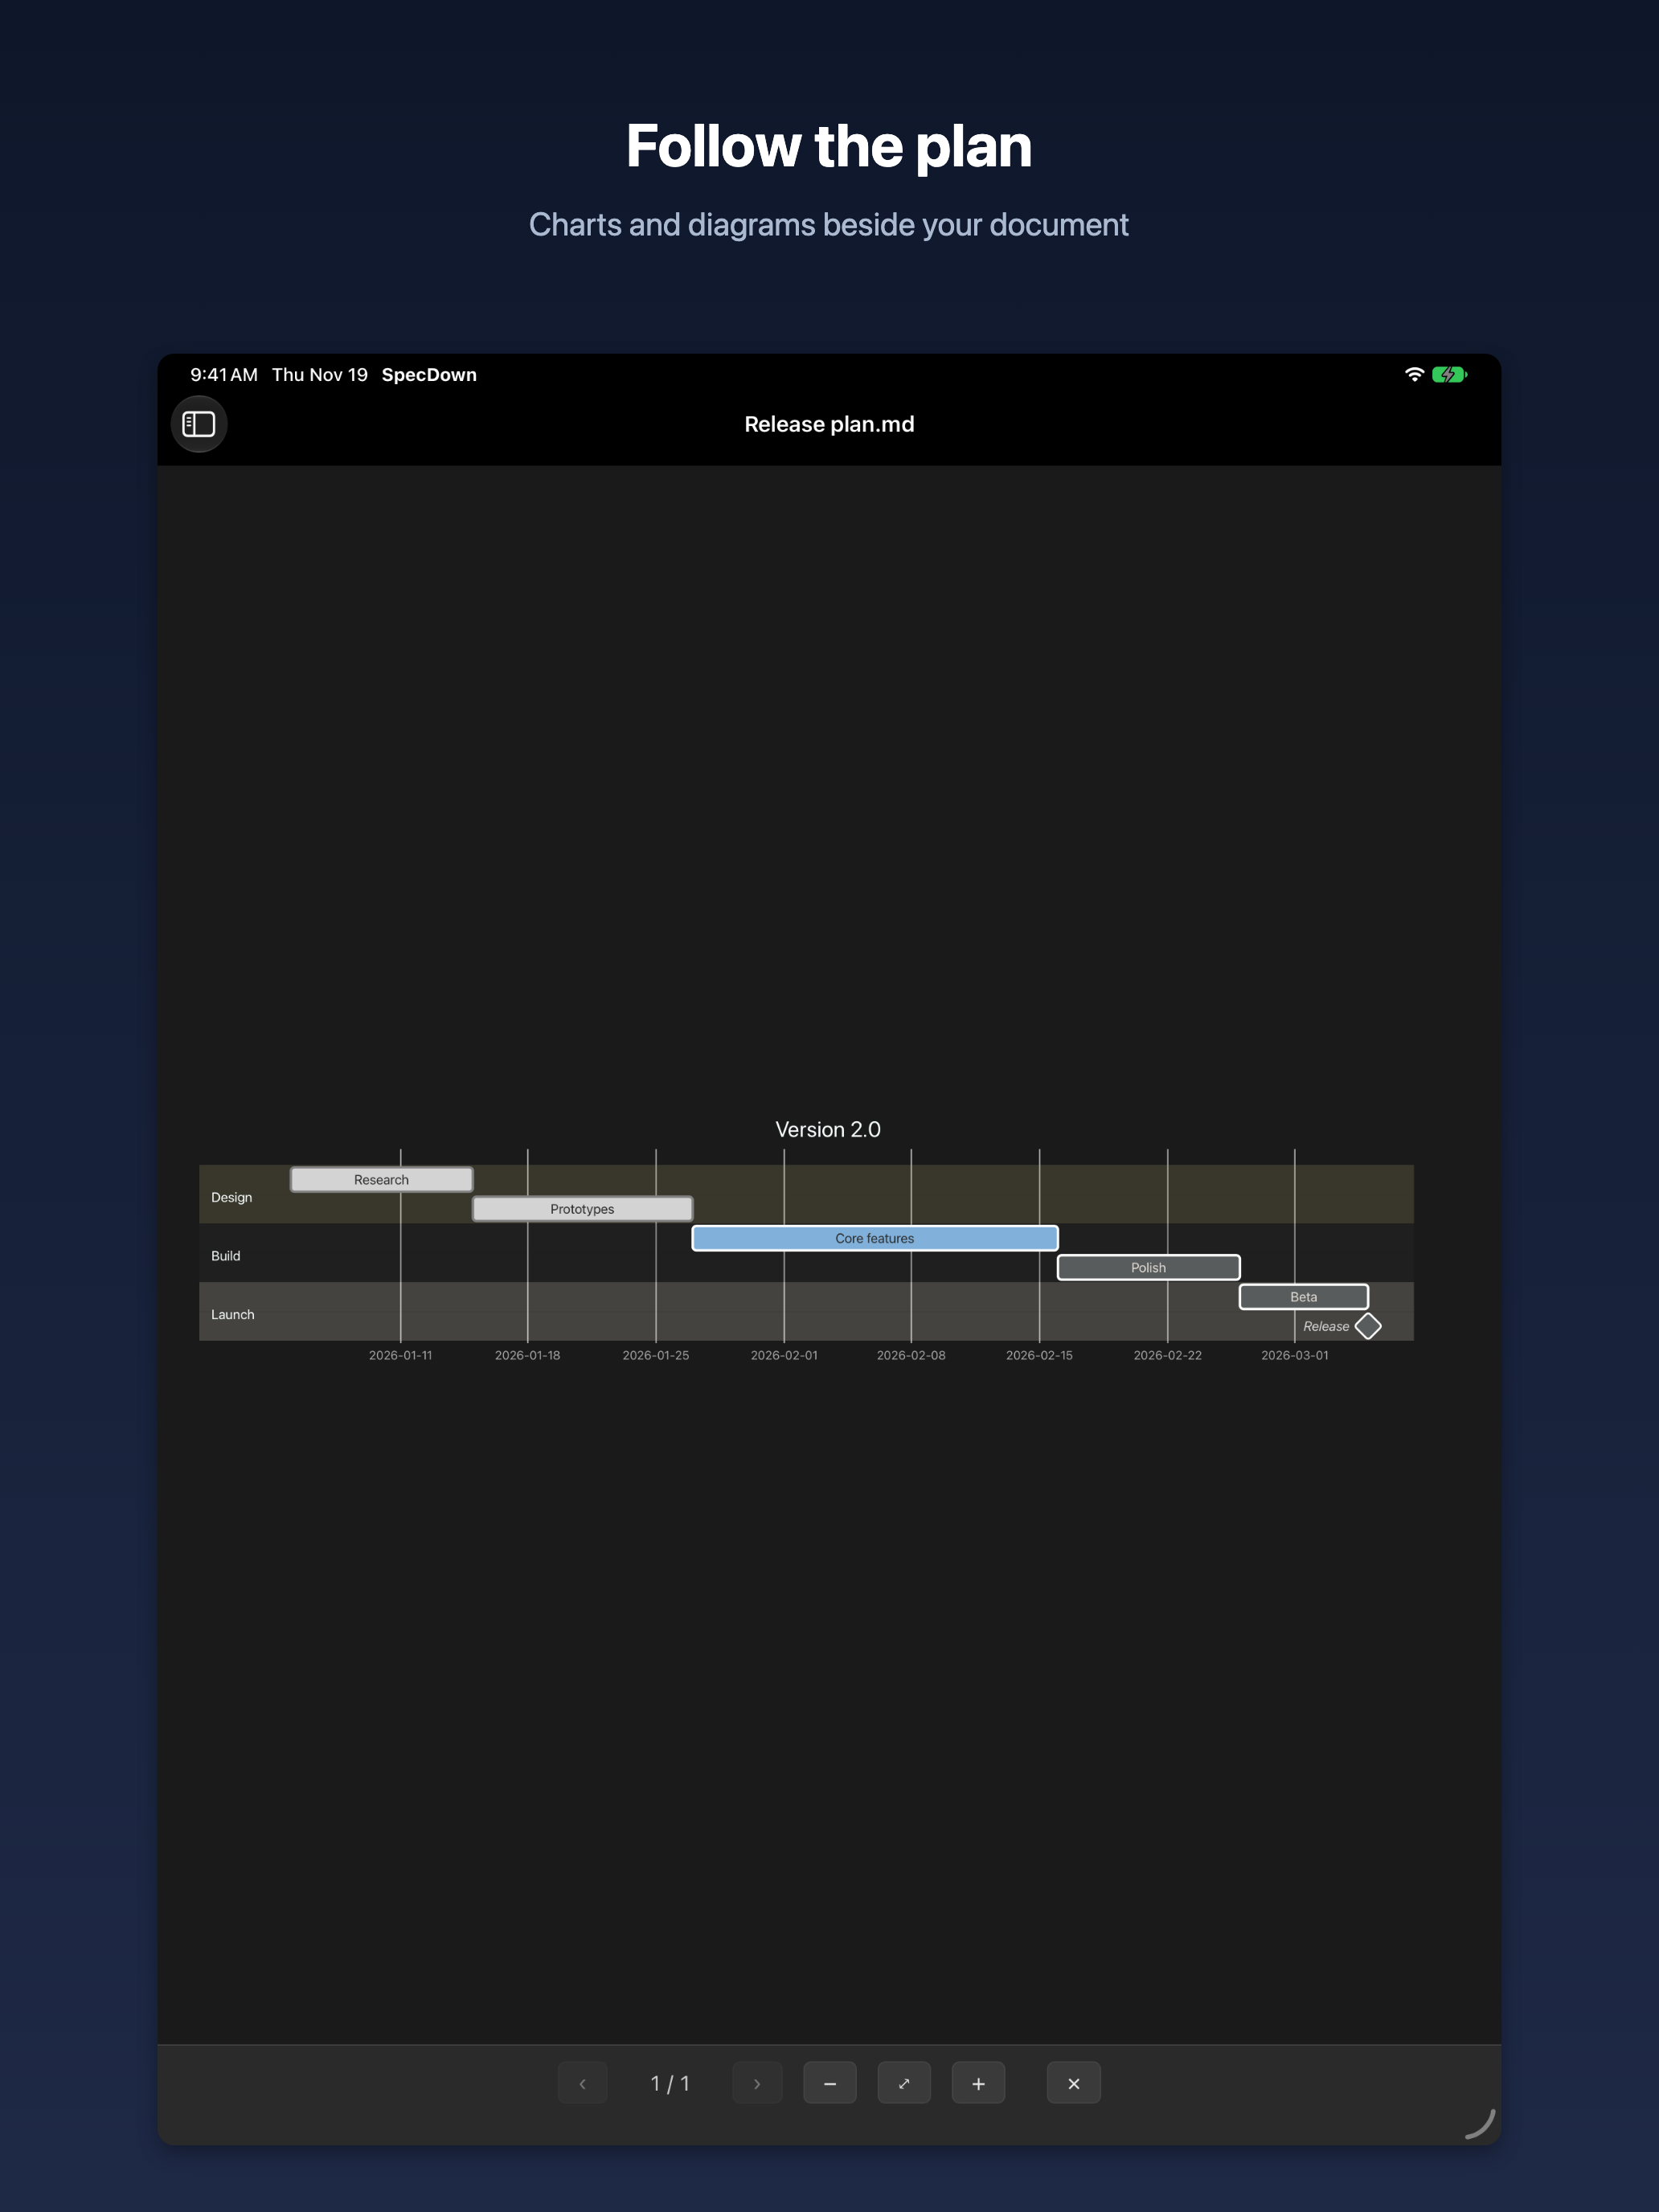 Follow the plan
Charts and diagrams beside your document
9:41 AM Thu Nov 19 SpecDown
Release plan.md
Version 2.0
Design
Research
Prototypes
Build
Core features
Polish
Launch
Beta
Release
2026-01-11 2026-01-18 2026-01-25 2026-02-01 2026-02-08 2026-02-15 2026-02-22 2026-03-01
1 / 1